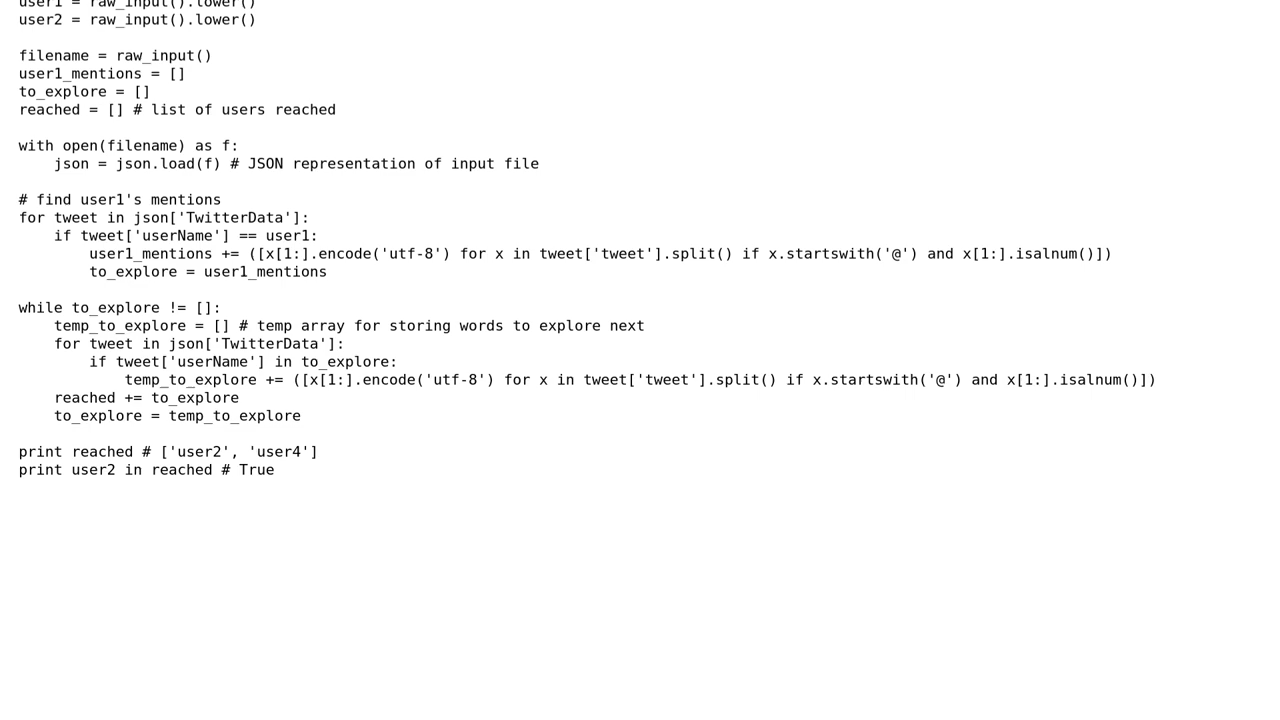 user1 = raw_input().lower()
user2 = raw_input().lower()

filename = raw_input()
user1_mentions = []
to_explore = []
reached = [] # list of users reached

with open(filename) as f:
    json = json.load(f) # JSON representation of input file

# find user1's mentions
for tweet in json['TwitterData']:
    if tweet['userName'] == user1:
        user1_mentions += ([x[1:].encode('utf-8') for x in tweet['tweet'].split() if x.startswith('@') and x[1:].isalnum()])
        to_explore = user1_mentions

while to_explore != []:
    temp_to_explore = [] # temp array for storing words to explore next
    for tweet in json['TwitterData']:
        if tweet['userName'] in to_explore:
            temp_to_explore += ([x[1:].encode('utf-8') for x in tweet['tweet'].split() if x.startswith('@') and x[1:].isalnum()])
    reached += to_explore
    to_explore = temp_to_explore

print reached # ['user2', 'user4']
print user2 in reached # True